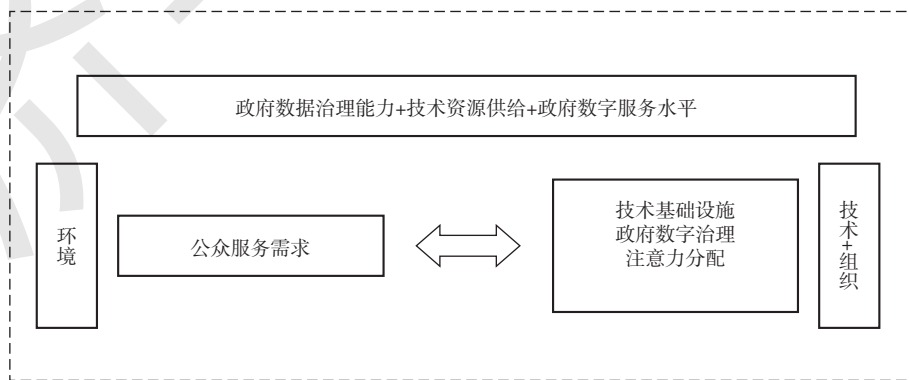 政府数据治理能力+技术资源供给+政府数字服务水平
环
境
公众服务需求
技术基础设施
政府数字治理
注意力分配
技
术
+
组
织